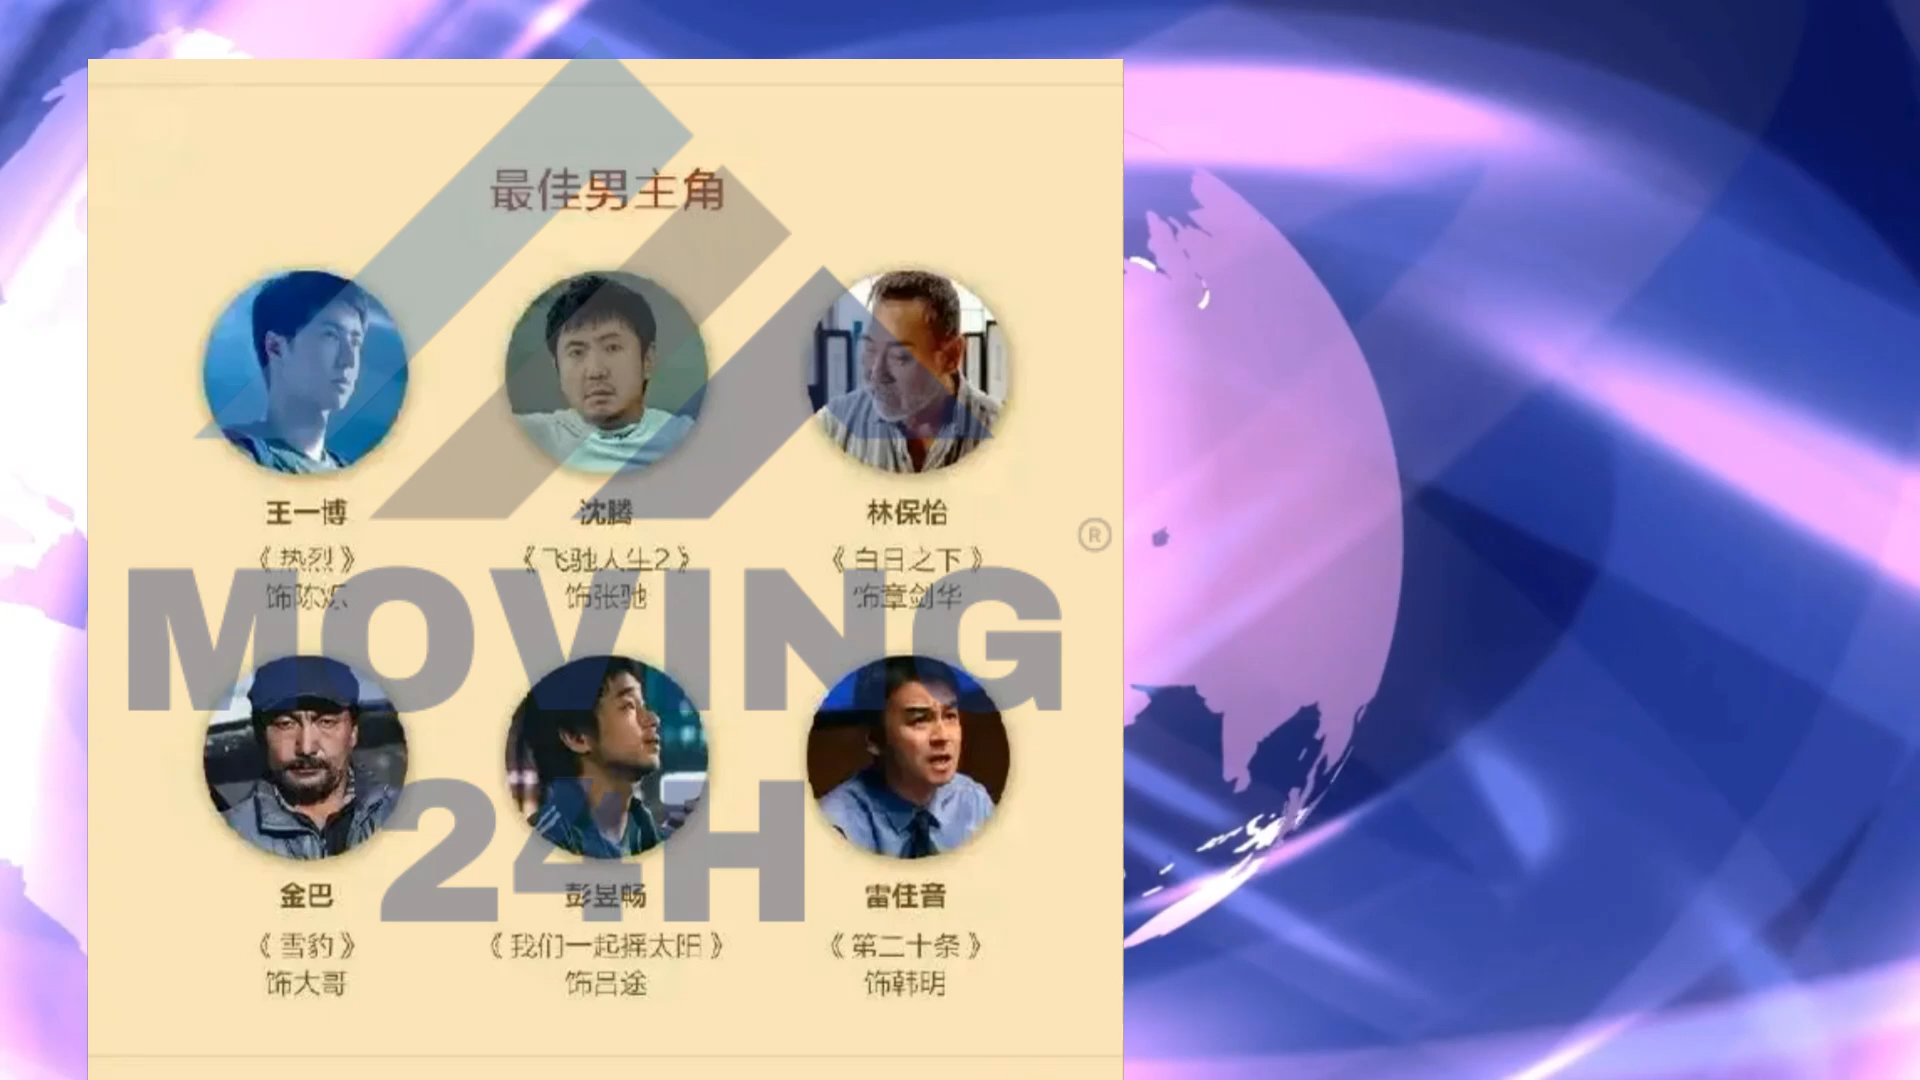 最佳男主角
王一博
沈腾
林保怡
《热烈》
《飞驰人生2》
《白日之下》
饰陈烁
饰张驰
饰章剑华
®
MOVING
金巴
彭昱畅
雷佳音
《雪豹》
《我们一起摇太阳》
《第二十条》
饰大哥
饰吕途
饰韩明
24H